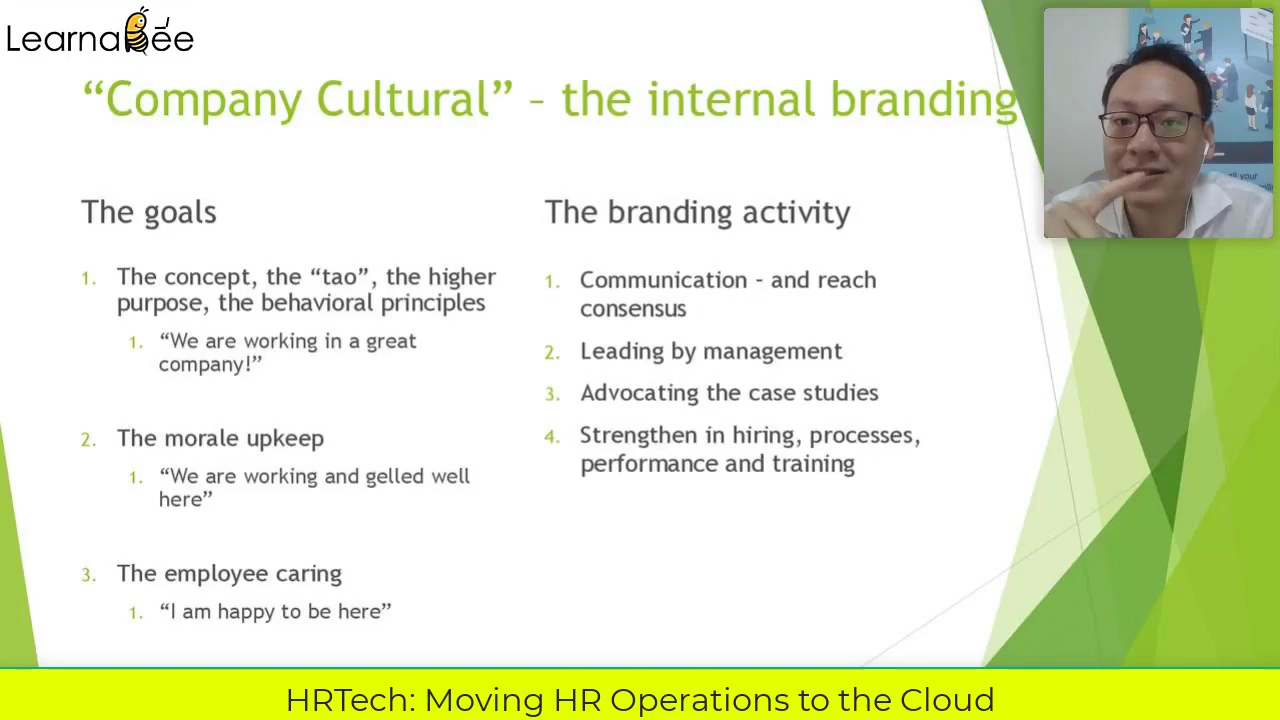 LearnaBee
“Company Cultural” – the internal branding
The goals
1. The concept, the “tao”, the higher
purpose, the behavioral principles
1. “We are working in a great
company!”
2. The morale upkeep
1. “We are working and gelled well
here”
3. The employee caring
1. “I am happy to be here”
The branding activity
1. Communication – and reach
consensus
2. Leading by management
3. Advocating the case studies
4. Strengthen in hiring, processes,
performance and training
HRTech: Moving HR Operations to the Cloud